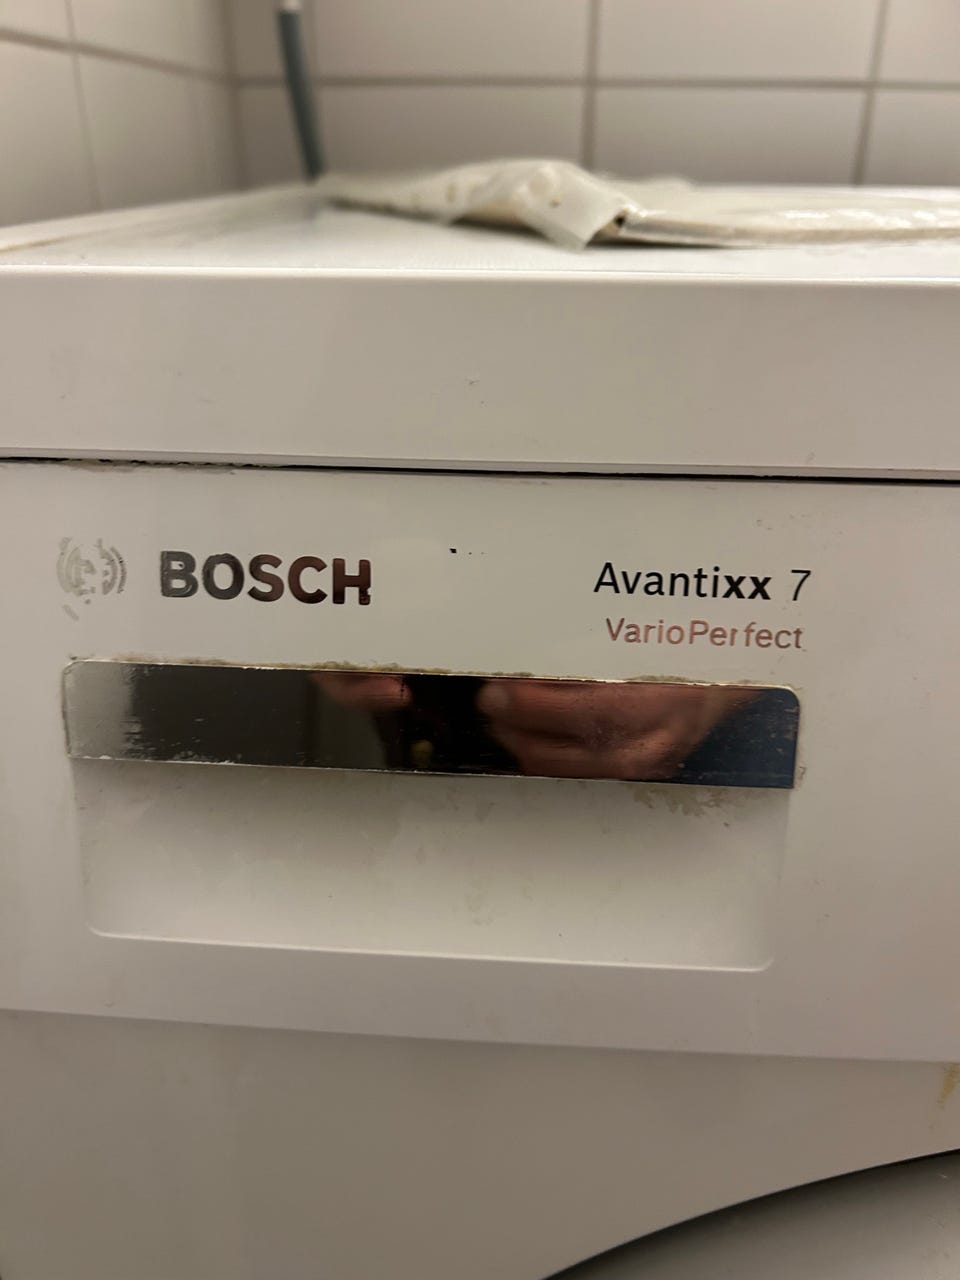 BOSCH
Avantixx 7
VarioPerfect